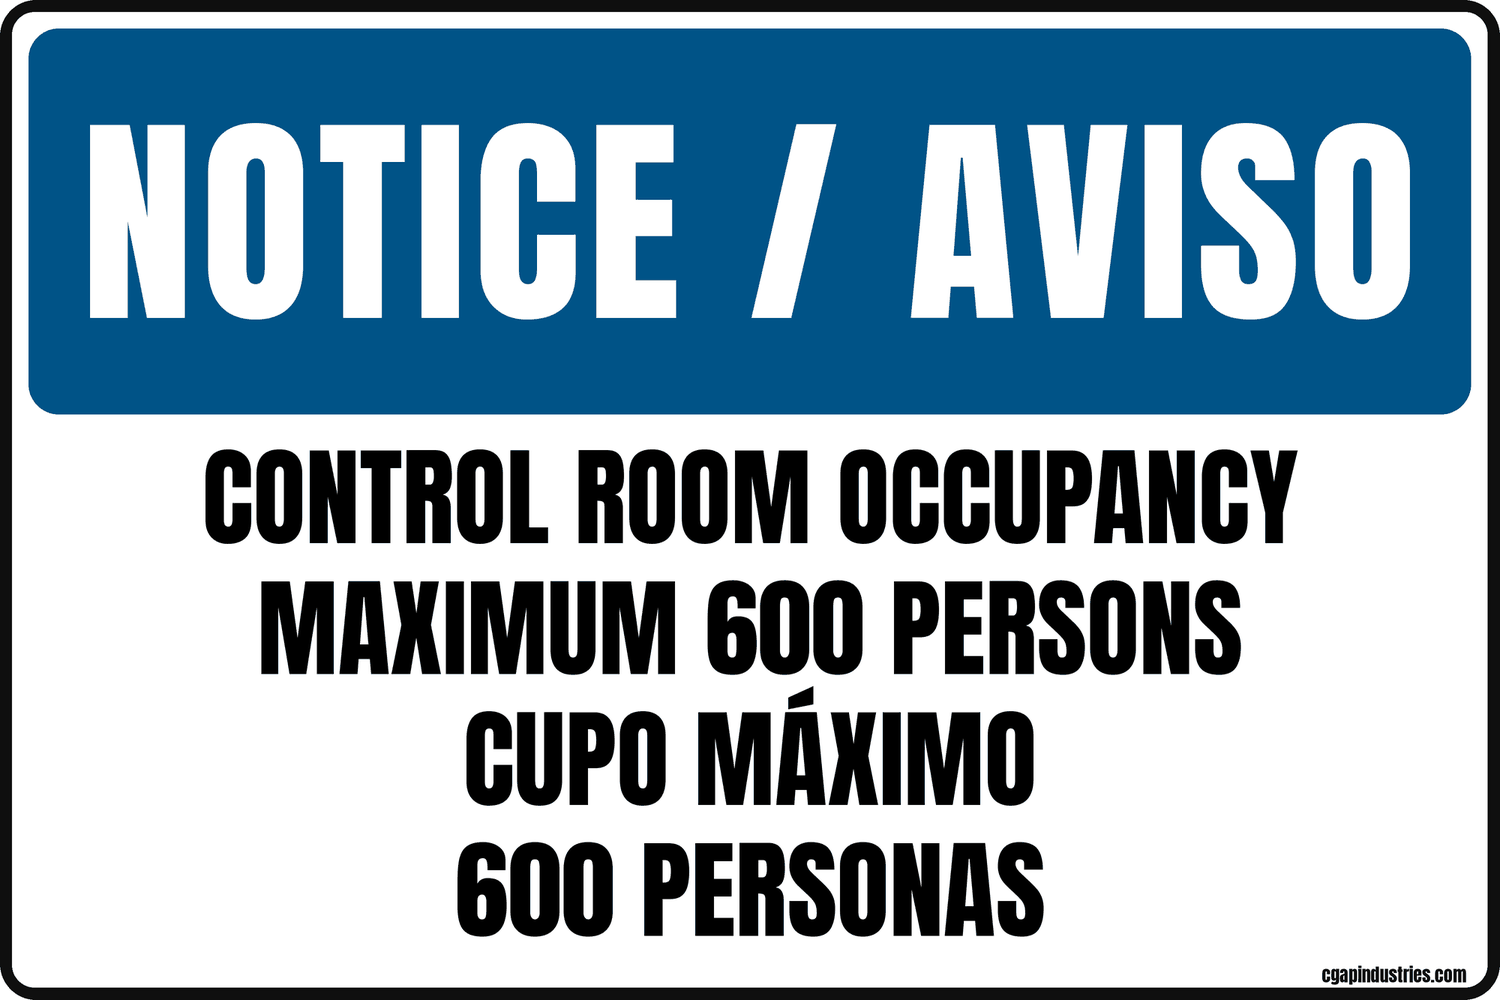 NOTICE / AVISO
CONTROL ROOM OCCUPANCY
MAXIMUM 600 PERSONS
CUPO MÁXIMO
600 PERSONAS
cgapindustries.com